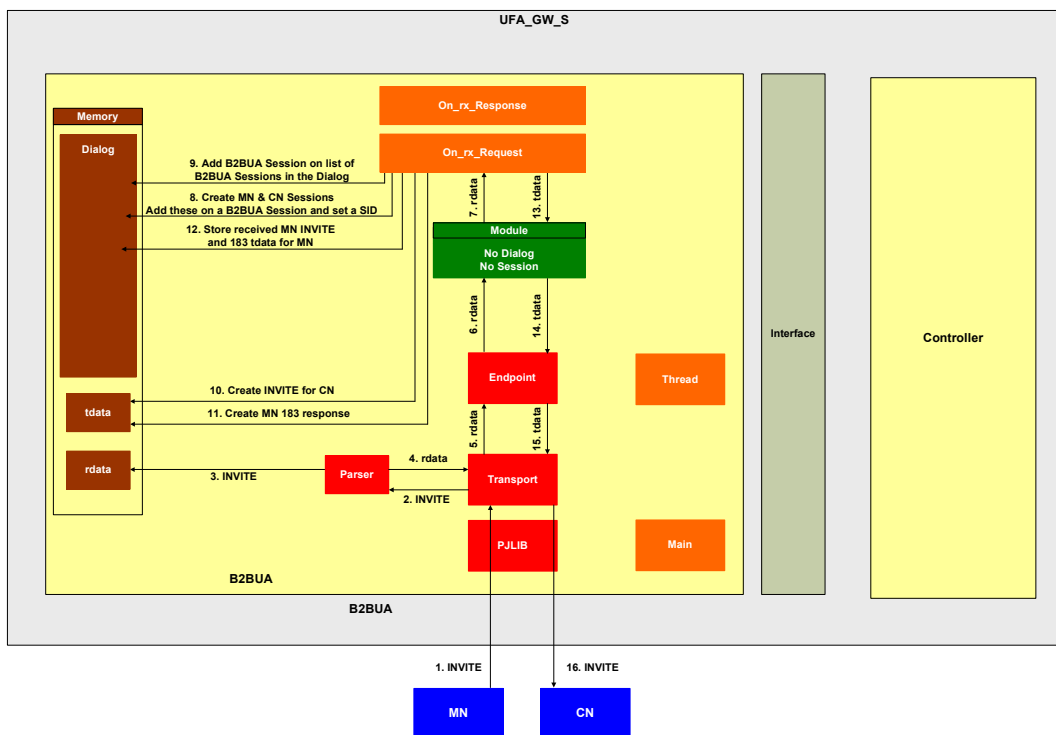 UFA_GW_S
On_rx_Response
Memory
Dialog
On_rx_Request
9. Add B2BUA Session on list of
B2BUA Sessions in the Dialog
8. Create MN & CN Sessions
Add these on a B2BUA Session and set a SID
12. Store received MN INVITE
and 183 tdata for MN
7. rdata
13. tdata
Module
No Dialog
No Session
6. rdata
14. tdata
Interface
Controller
Endpoint
Thread
10. Create INVITE for CN
tdata
11. Create MN 183 response
5. rdata
15. tdata
rdata
3. INVITE
Parser
4. rdata
2. INVITE
Transport
PJLIB
Main
B2BUA
B2BUA
1. INVITE
16. INVITE
MN
CN